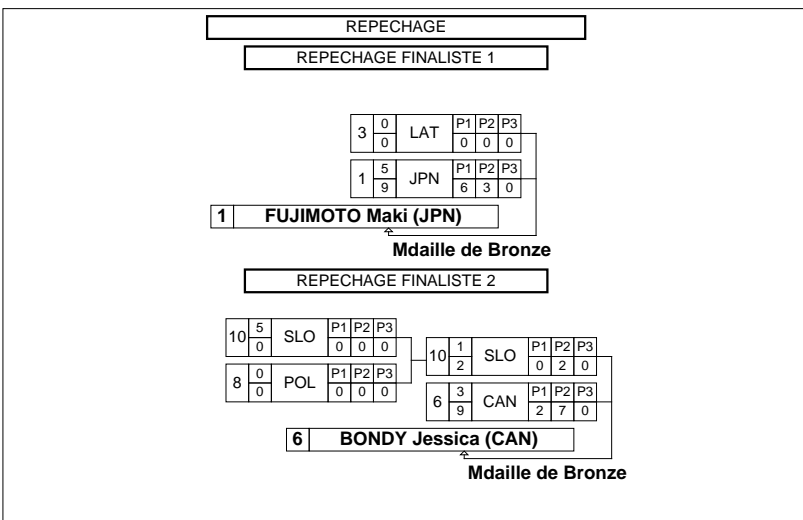 REPECHAGE
REPECHAGE FINALISTE 1
3 0 LAT P1 P2 P3
0 0 0 0
1 5 JPN P1 P2 P3
9 6 3 0
1 FUJIMOTO Maki (JPN)
Mdaille de Bronze
REPECHAGE FINALISTE 2
10 5 SLO P1 P2 P3
0 0 0 0
8 0 POL P1 P2 P3
0 0 0 0
10 1 SLO P1 P2 P3
2 0 2 0
6 3 CAN P1 P2 P3
9 2 7 0
6 BONDY Jessica (CAN)
Mdaille de Bronze